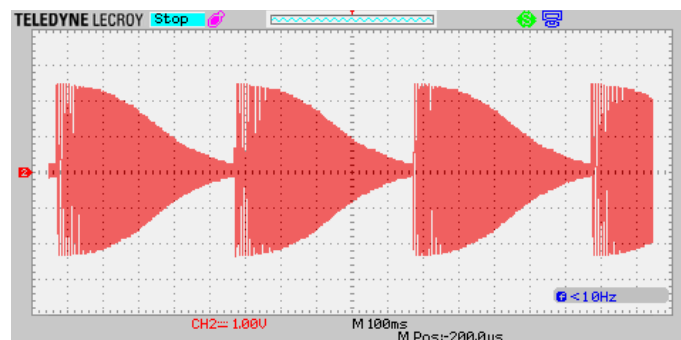 TELEDYNE LECROY Stop
2
f <10Hz
CH2 1.00V M 100ms
M Pos:-200.0us